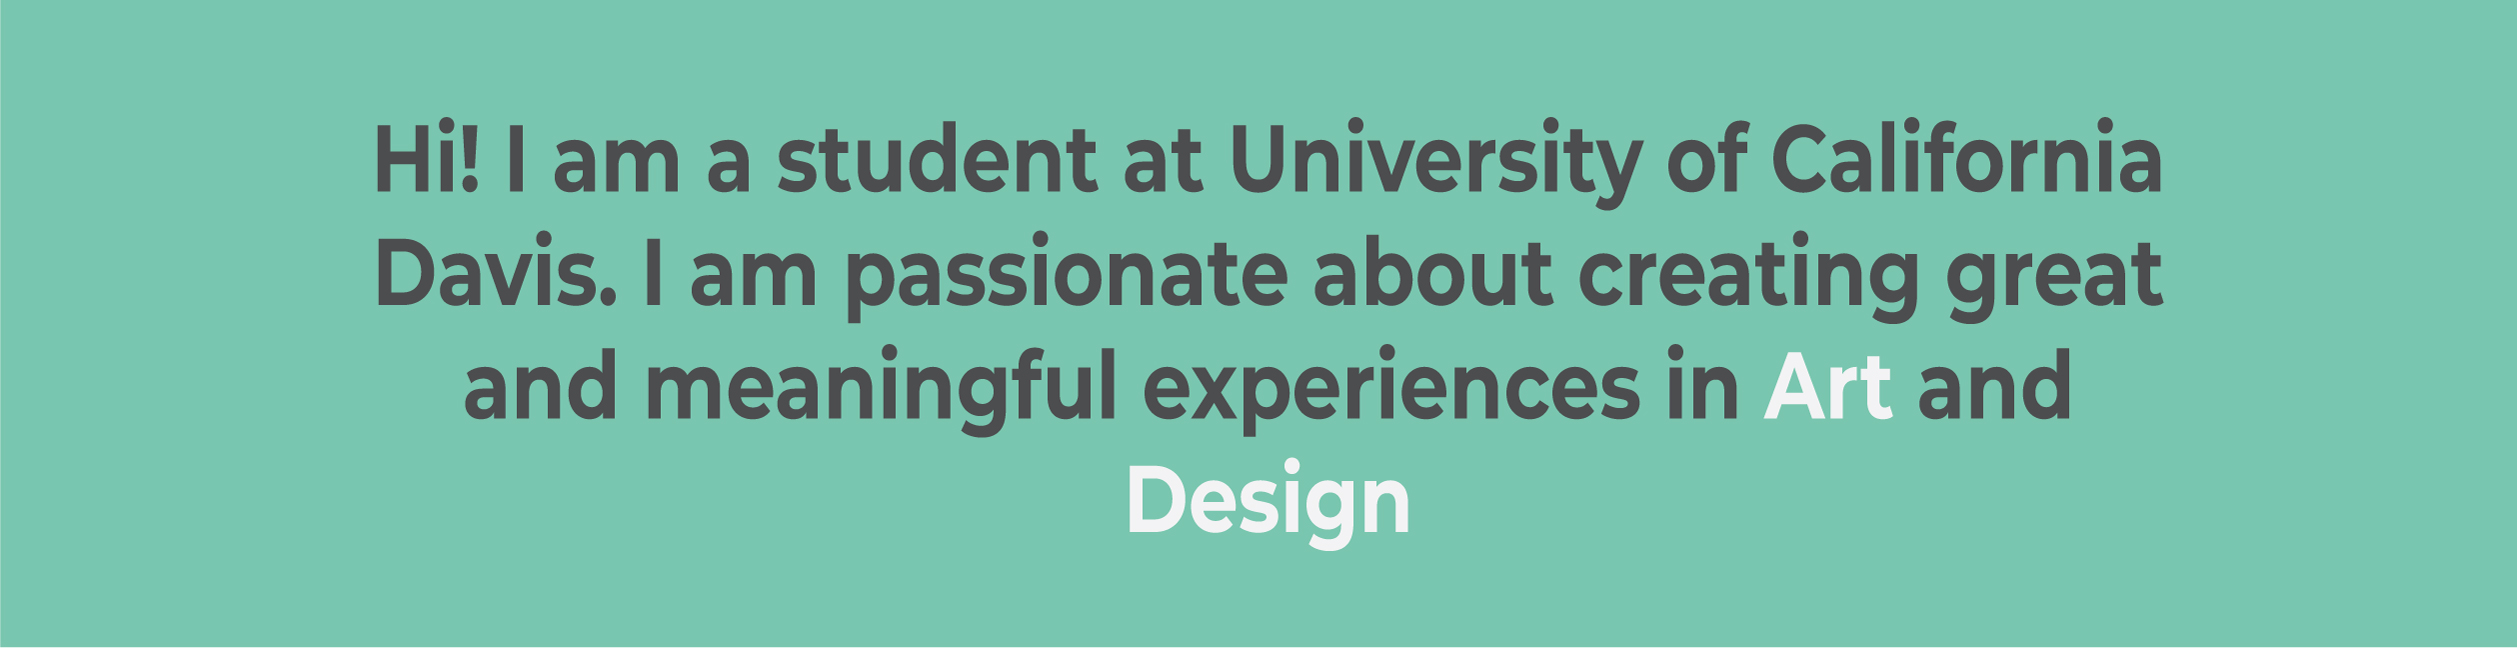 Hi! I am a student at University of California
Davis. I am passionate about creating great
and meaningful experiences in Art and
Design